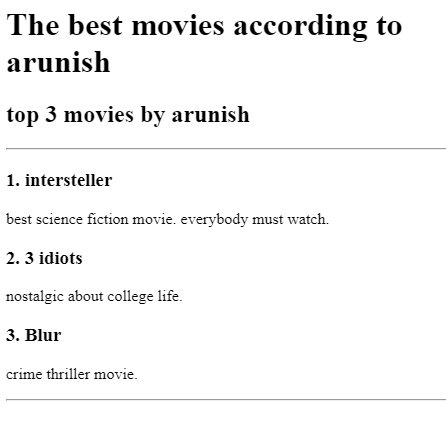 The best movies according to
arunish
top 3 movies by arunish
1. intersteller
best science fiction movie. everybody must watch.
2. 3 idiots
nostalgic about college life.
3. Blur
crime thriller movie.